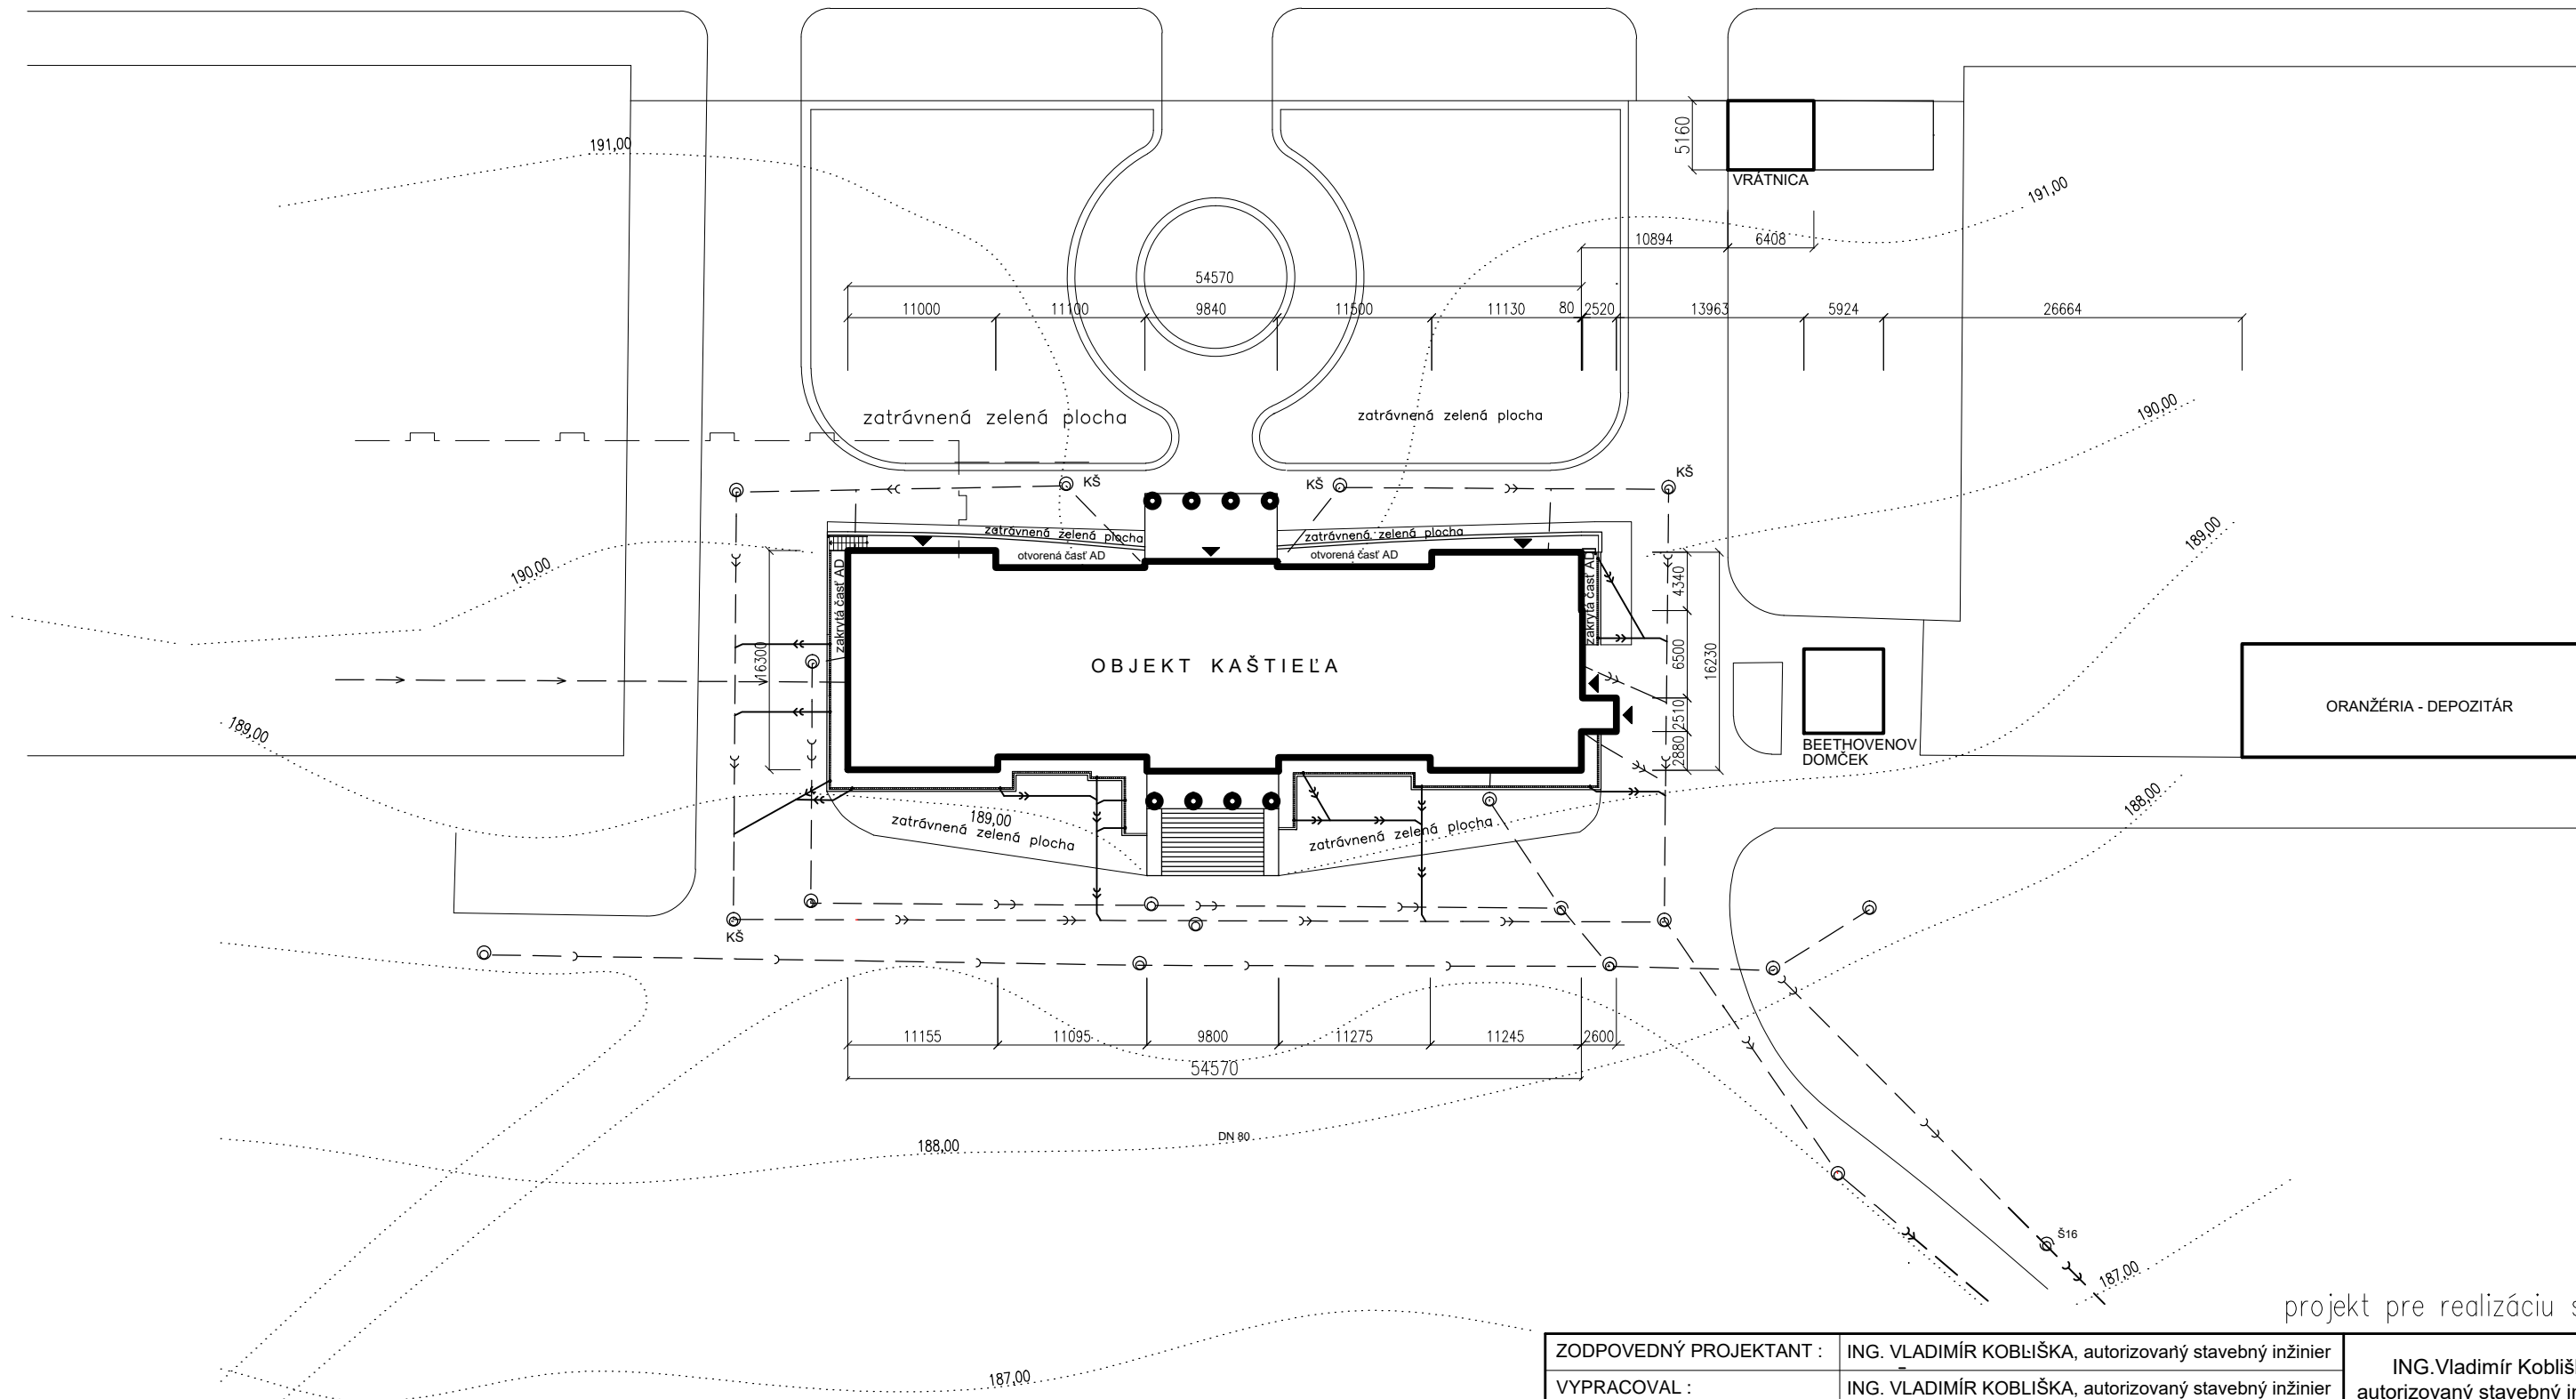 191,00
5160
VRÁTNICA
191,00
10894
6408
54570
11000
11100
9840
11500
11130
80
2520
13963
5924
26664
zatrávnená zelená plocha
zatrávnená zelená plocha
190,00
KŠ
KŠ
KŠ
189,00
zatrávnená zelená plocha
zatrávnená zelená plocha
otvorená časť AD
otvorená časť AD
190,00
zakrytá časť AD
zakrytá časť AD
4340
6500
16230
2510
2880
16300
OBJEKT KAŠTIEĽA
ORANŽÉRIA - DEPOZITÁR
189,00
BEETHOVENOV
DOMČEK
188,00
189,00
zatrávnená zelená plocha
zatrávnená zelená plocha
KŠ
11155
11095
9800
11275
11245
2600
54570
DN 80
188,00
Š16
187,00
projekt pre realizáciu
187,00
ZODPOVEDNÝ PROJEKTANT :
ING. VLADIMÍR KOBLIŠKA, autorizovaný stavebný inžinier
VYPRACOVAL :
ING. VLADIMÍR KOBLIŠKA, autorizovaný stavebný inžinier
ING.Vladimír Kobliš
autorizovaný stavebný in